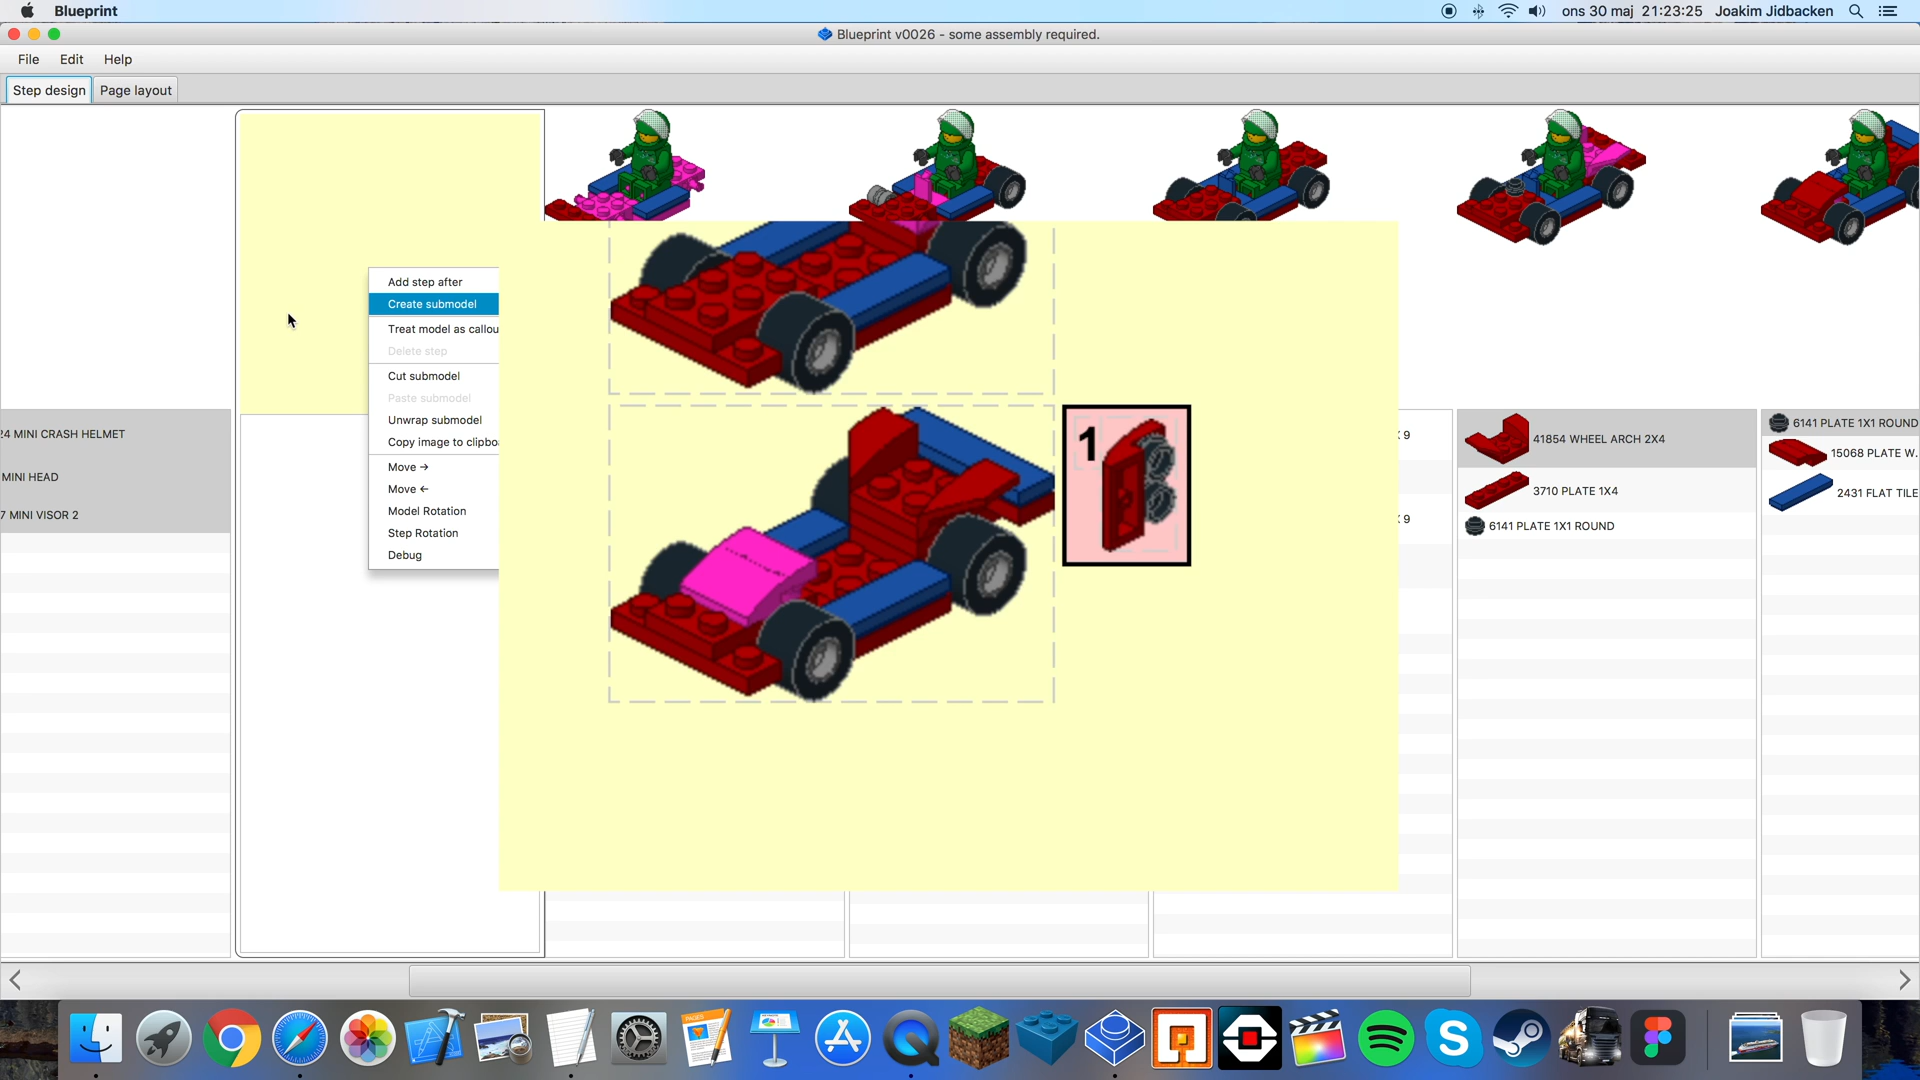 Blueprint
ons 30 maj 21:23:25 Joakim Jidbacken
Blueprint v0026 - some assembly required.
File Edit Help
Step design Page layout
Add step after
Create submodel
Treat model as callou
Delete step
Cut submodel
Paste submodel
Unwrap submodel
Copy image to clipbo
Move →
Move ←
Model Rotation
Step Rotation
Debug
24 MINI CRASH HELMET
MINI HEAD
7 MINI VISOR 2
1
9
9
41854 WHEEL ARCH 2X4
3710 PLATE 1X4
6141 PLATE 1X1 ROUND
6141 PLATE 1X1 ROUND
15068 PLATE W.
2431 FLAT TILE
PAGES
S